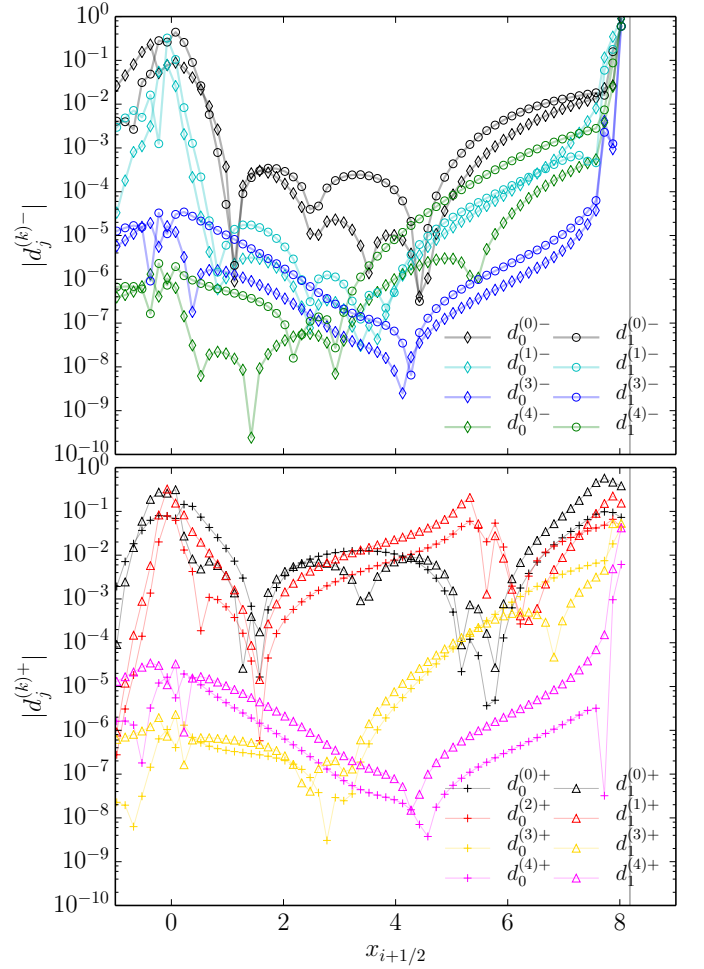 10^0
10^{-1}
10^{-2}
10^{-3}
10^{-4}
10^{-5}
10^{-6}
10^{-7}
10^{-8}
10^{-9}
10^{-10}
|d_j^{(k)-}|
d_0^{(0)-} d_1^{(0)-}
d_0^{(1)-} d_1^{(1)-}
d_0^{(3)-} d_1^{(3)-}
d_0^{(4)-} d_1^{(4)-}
10^0
10^{-1}
10^{-2}
10^{-3}
10^{-4}
10^{-5}
10^{-6}
10^{-7}
10^{-8}
10^{-9}
10^{-10}
|d_j^{(k)+}|
d_0^{(0)+} d_1^{(0)+}
d_0^{(2)+} d_1^{(1)+}
d_0^{(3)+} d_1^{(3)+}
d_0^{(4)+} d_1^{(4)+}
0 2 4 6 8
x_{i+1/2}